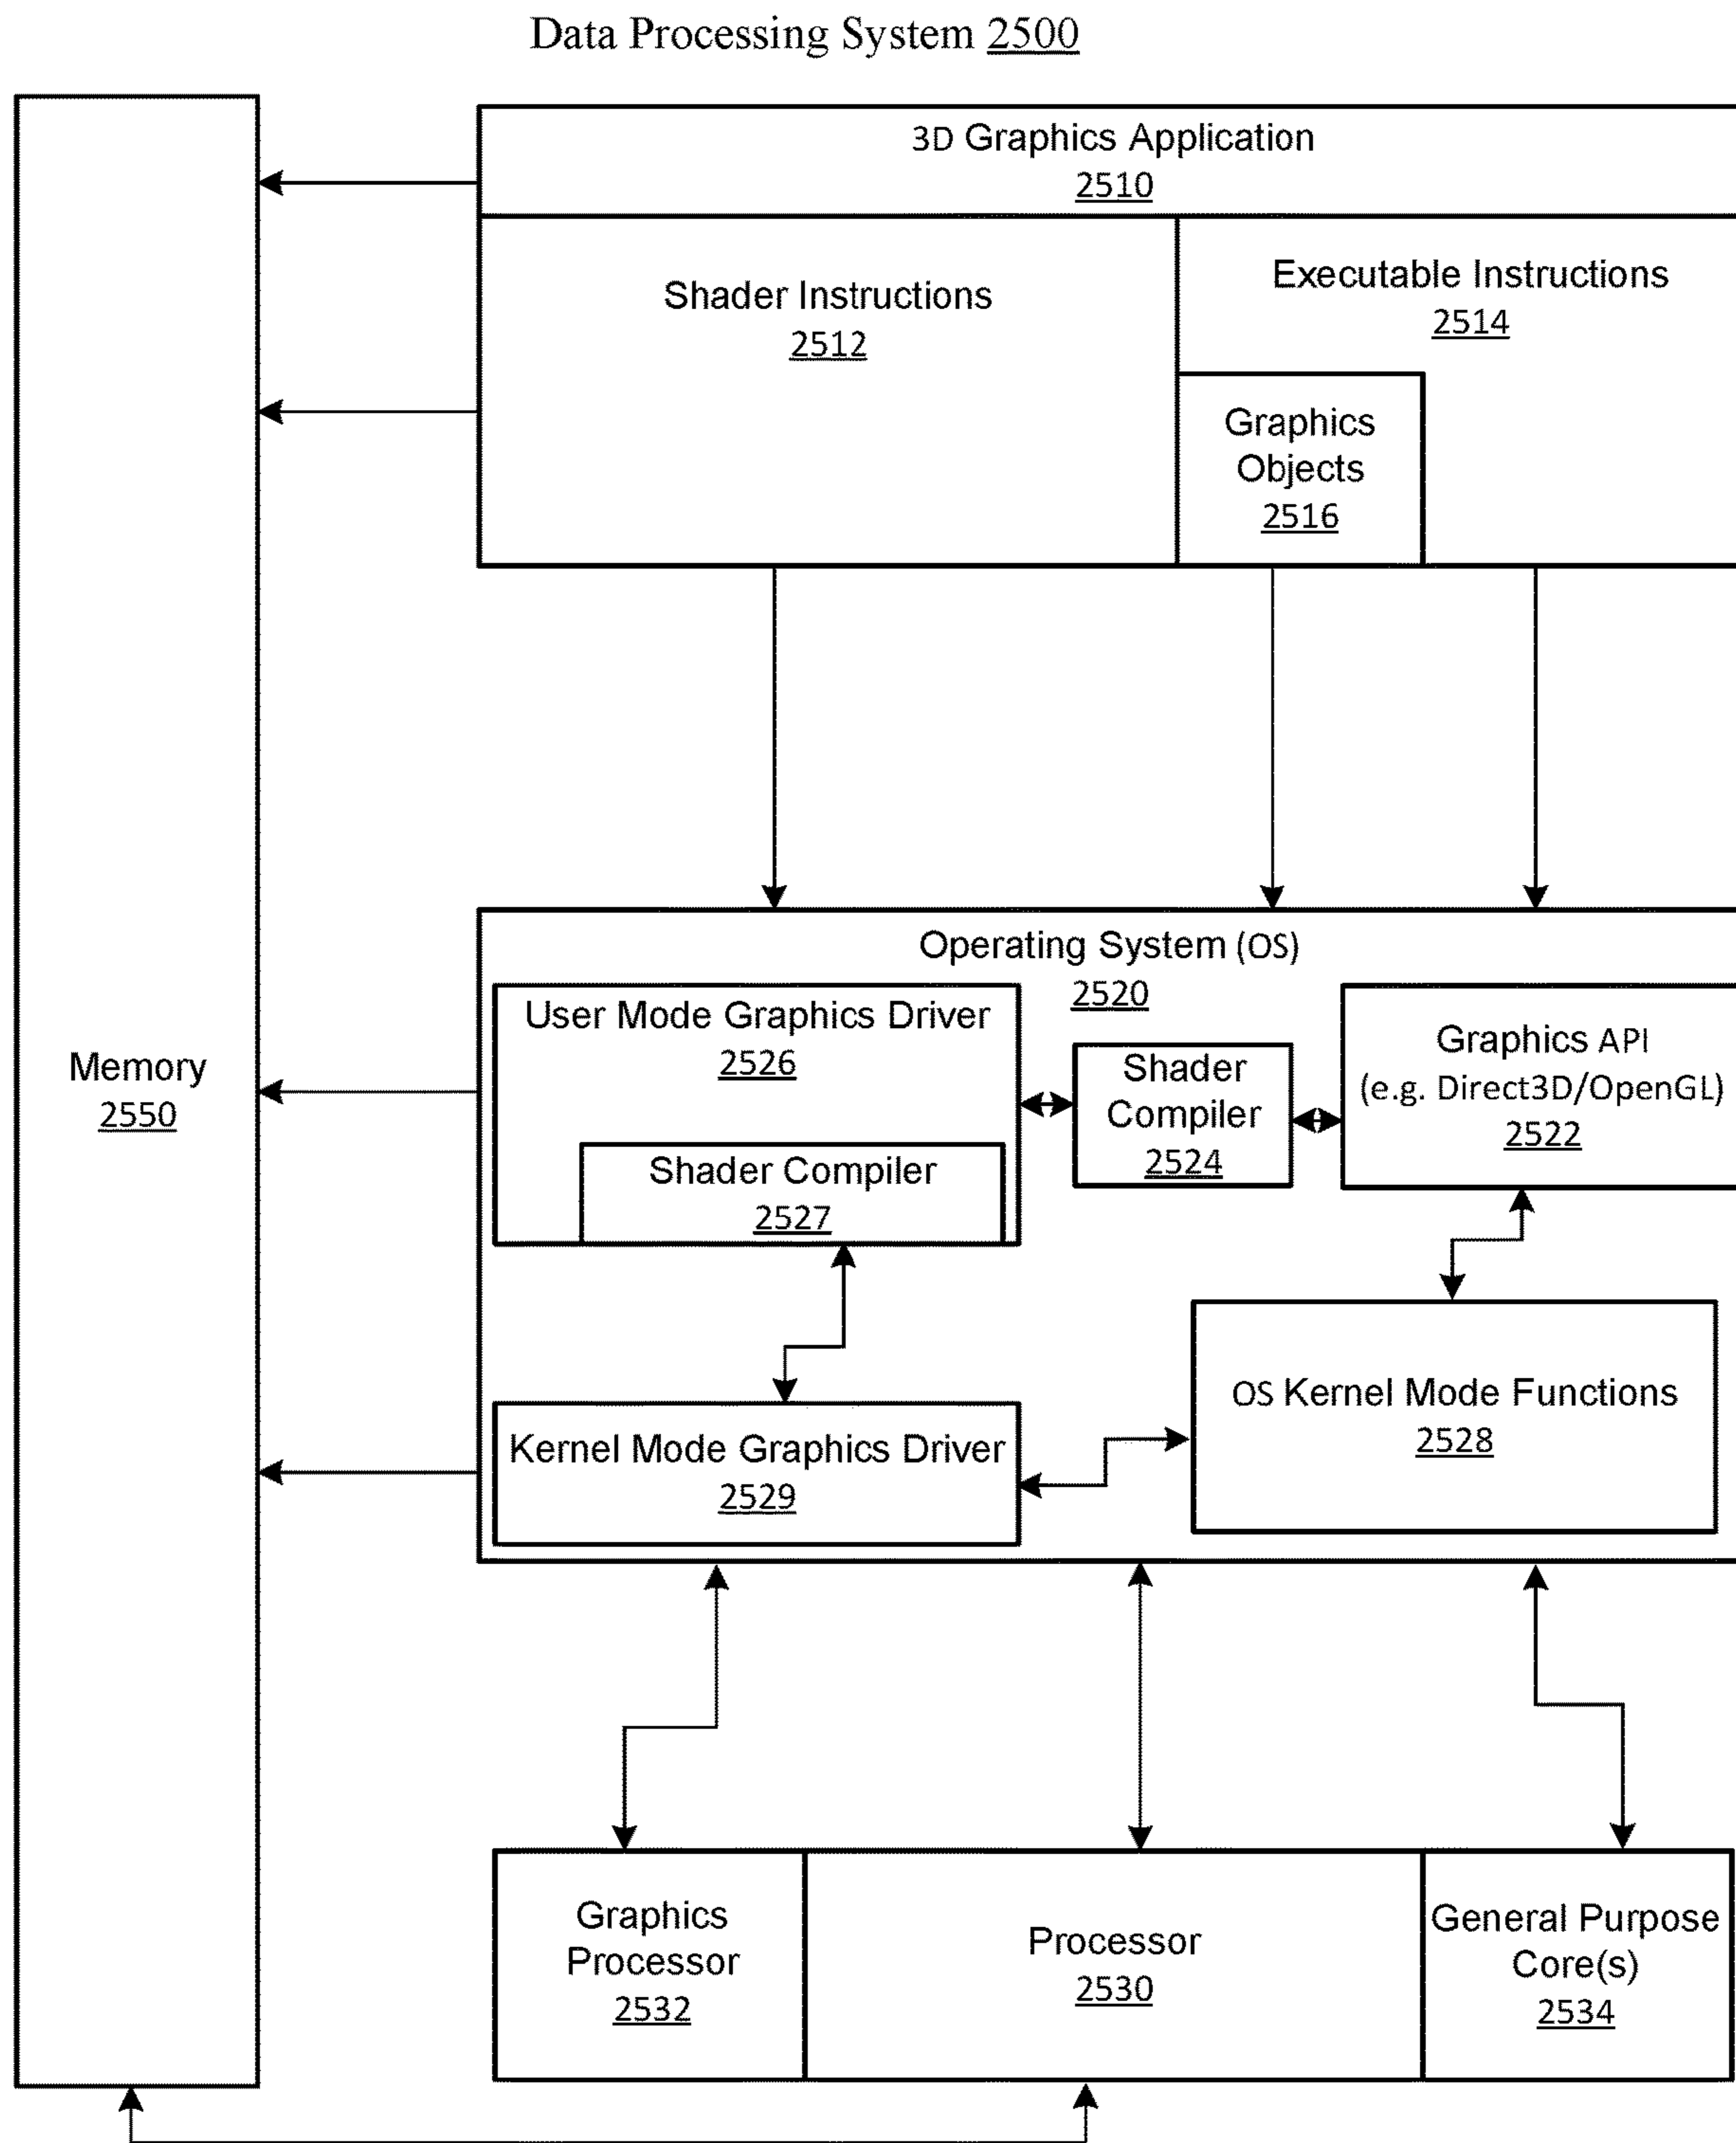 Data Processing System 2500
3D Graphics Application
2510
Shader Instructions
2512
Executable Instructions
2514
Graphics
Objects
2516
Operating System (OS)
2520
User Mode Graphics Driver
2526
Shader Compiler
2527
Shader
Compiler
2524
Graphics API
(e.g. Direct3D/OpenGL)
2522
Memory
2550
Kernel Mode Graphics Driver
2529
OS Kernel Mode Functions
2528
Graphics
Processor
2532
Processor
2530
General Purpose
Core(s)
2534